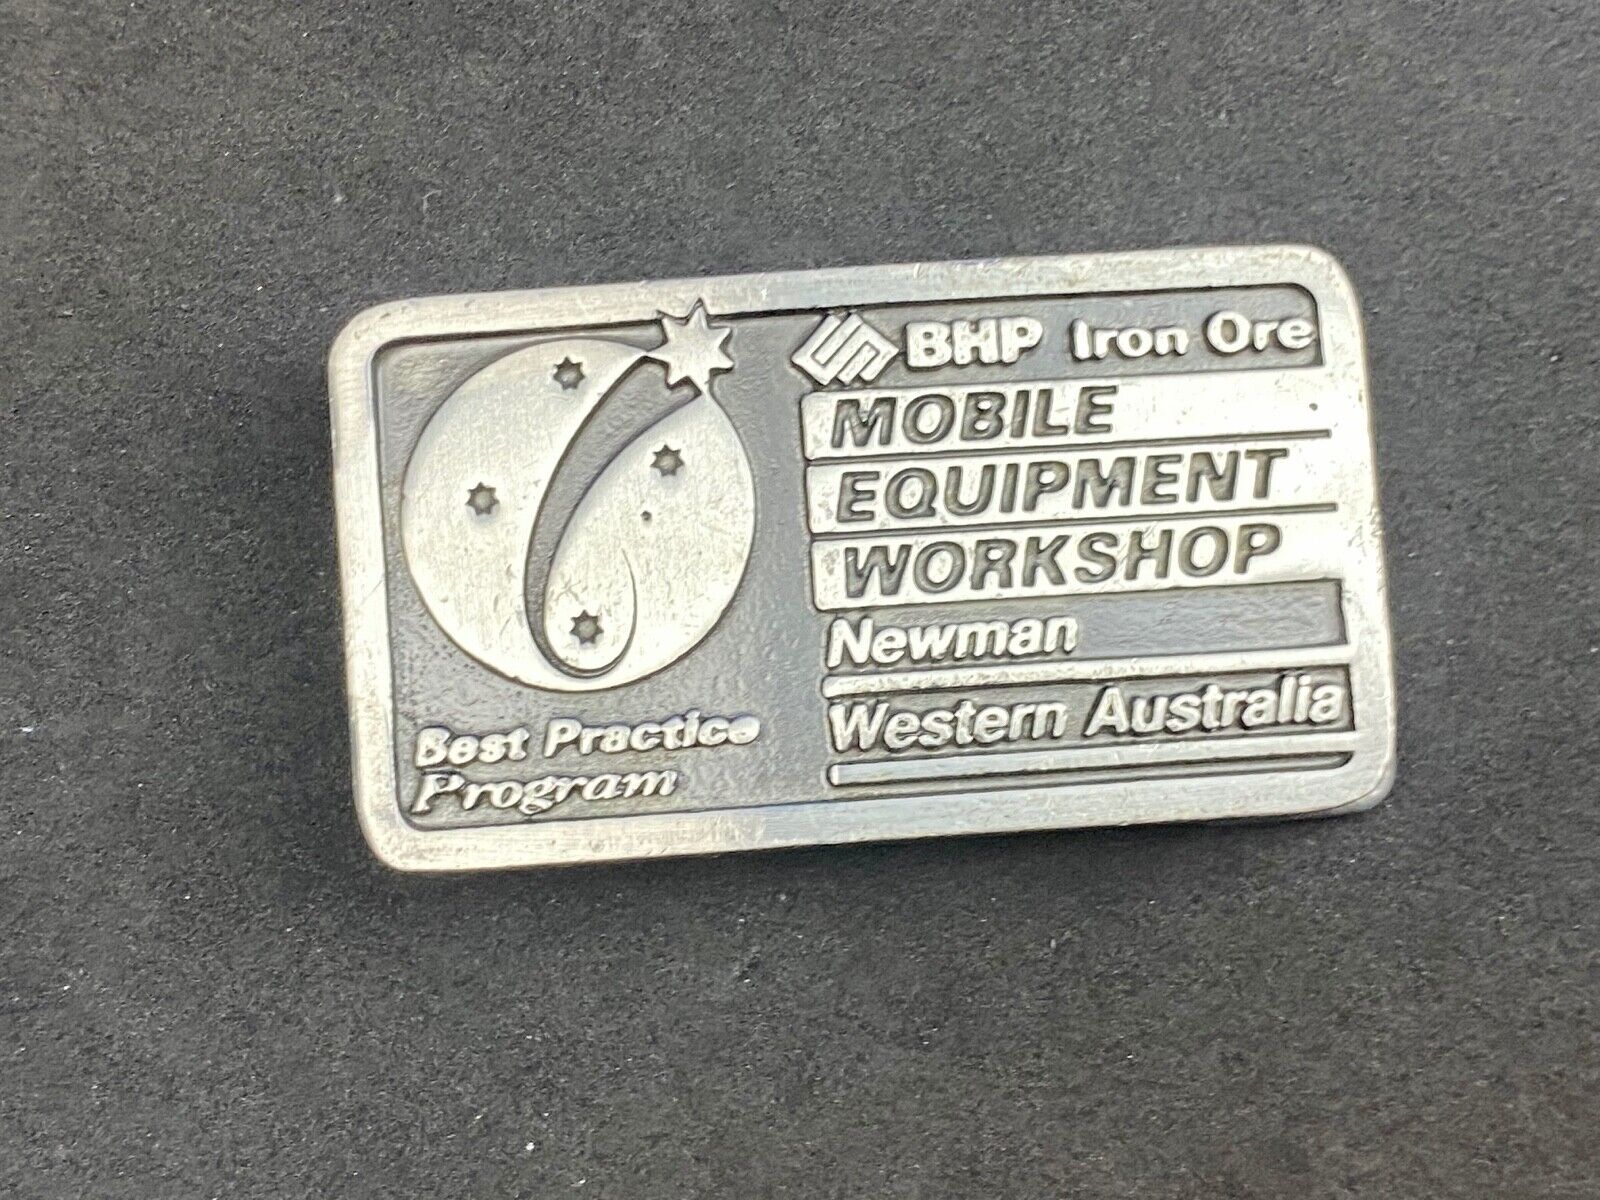 Best Practice
Program
BHP Iron Ore
MOBILE
EQUIPMENT
WORKSHOP
Newman
Western Australia